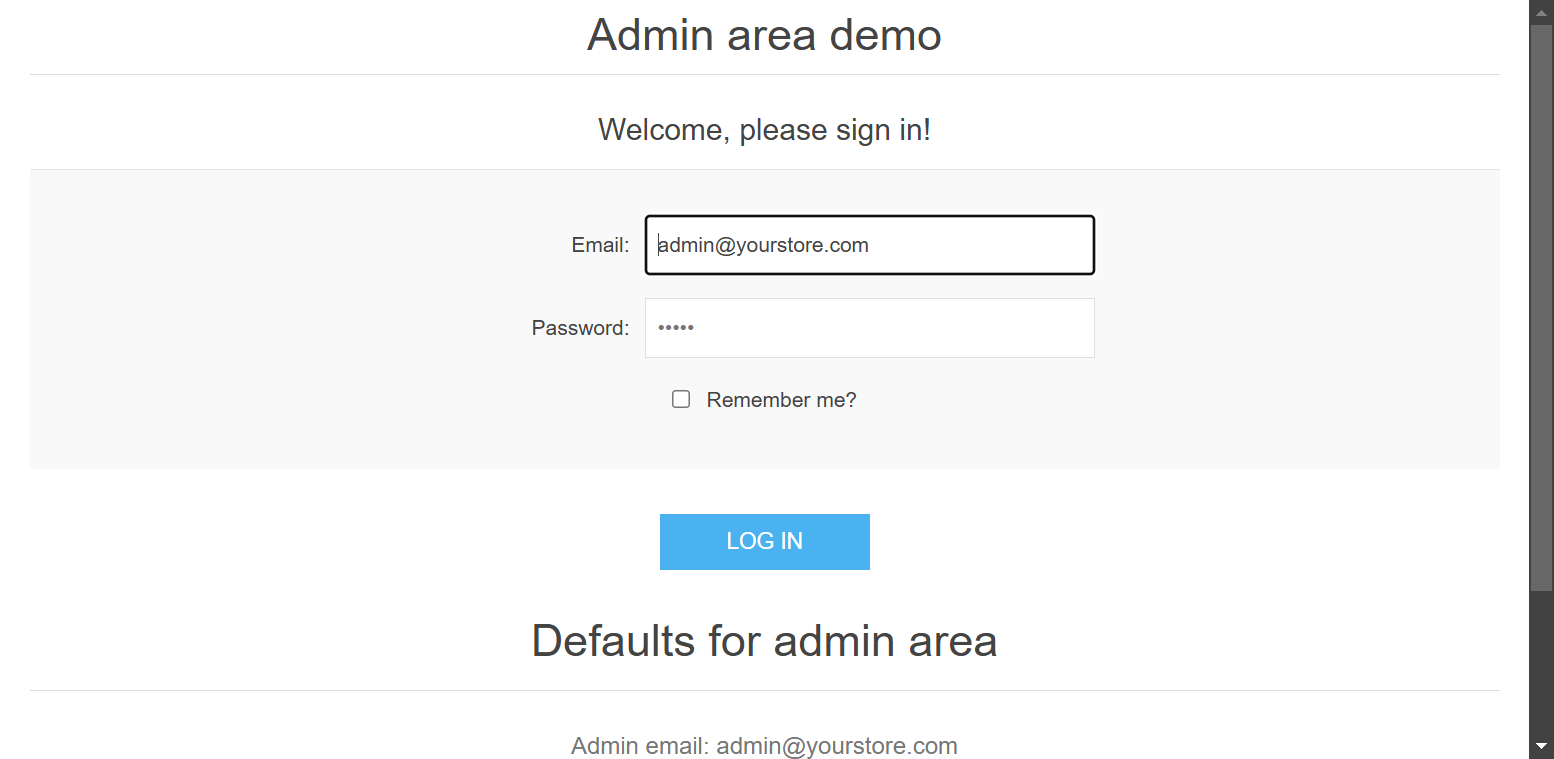 Admin area demo
Welcome, please sign in!
Email: admin@yourstore.com
Password: •••••
Remember me?
LOG IN
Defaults for admin area
Admin email: admin@yourstore.com